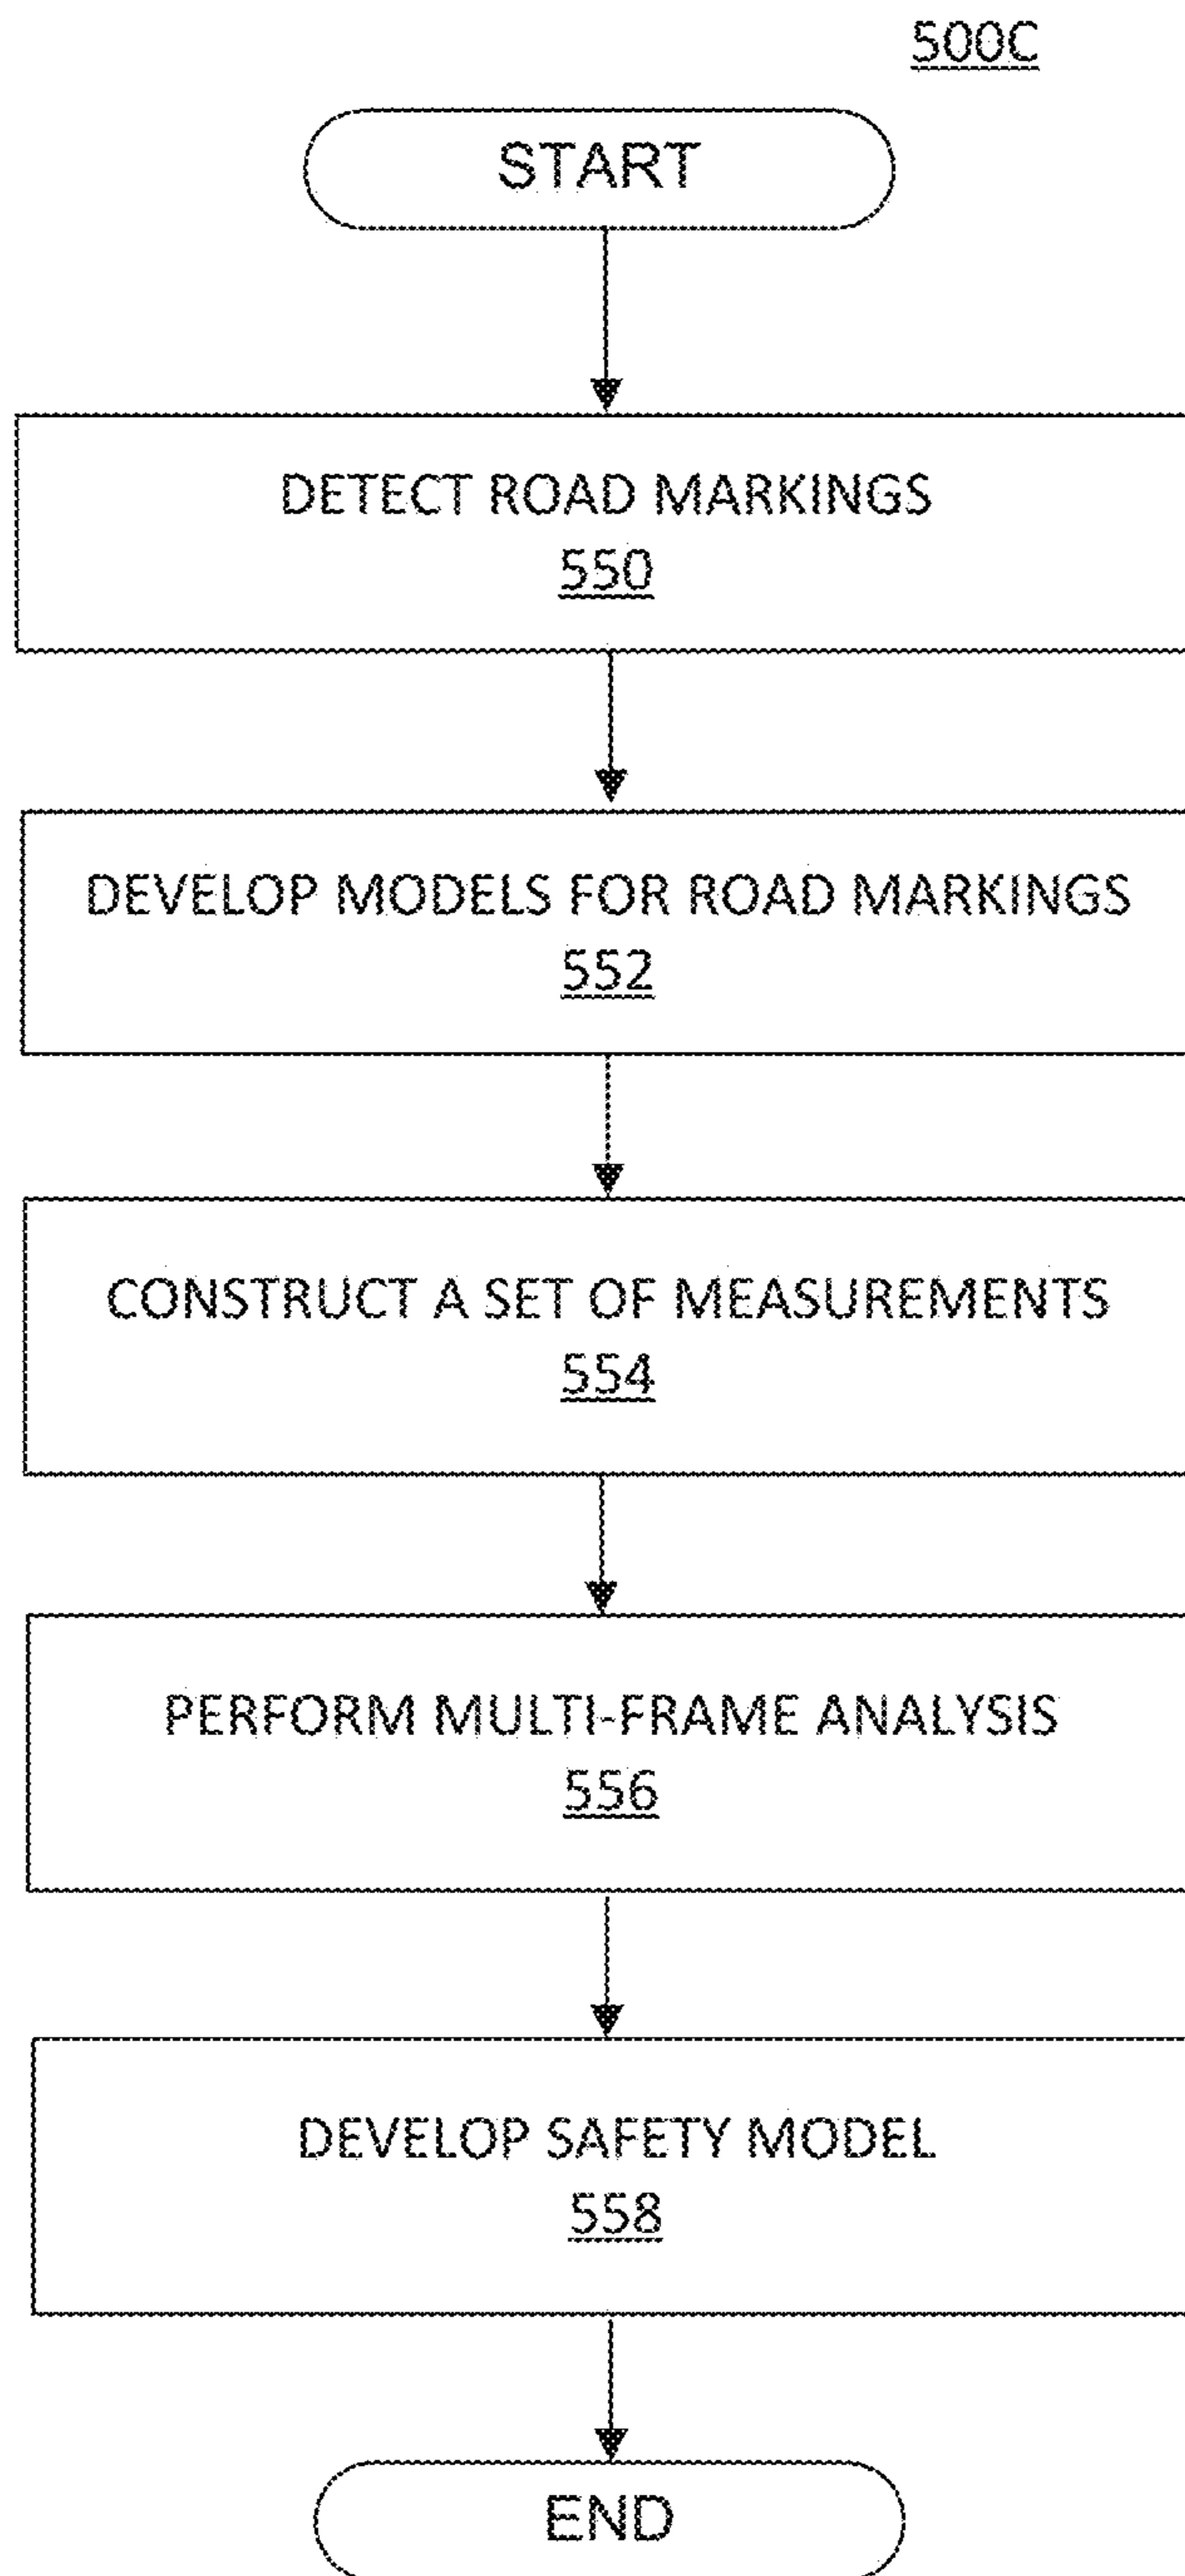 500C
START
DETECT ROAD MARKINGS
550
DEVELOP MODELS FOR ROAD MARKINGS
552
CONSTRUCT A SET OF MEASUREMENTS
554
PERFORM MULTI-FRAME ANALYSIS
556
DEVELOP SAFETY MODEL
558
END